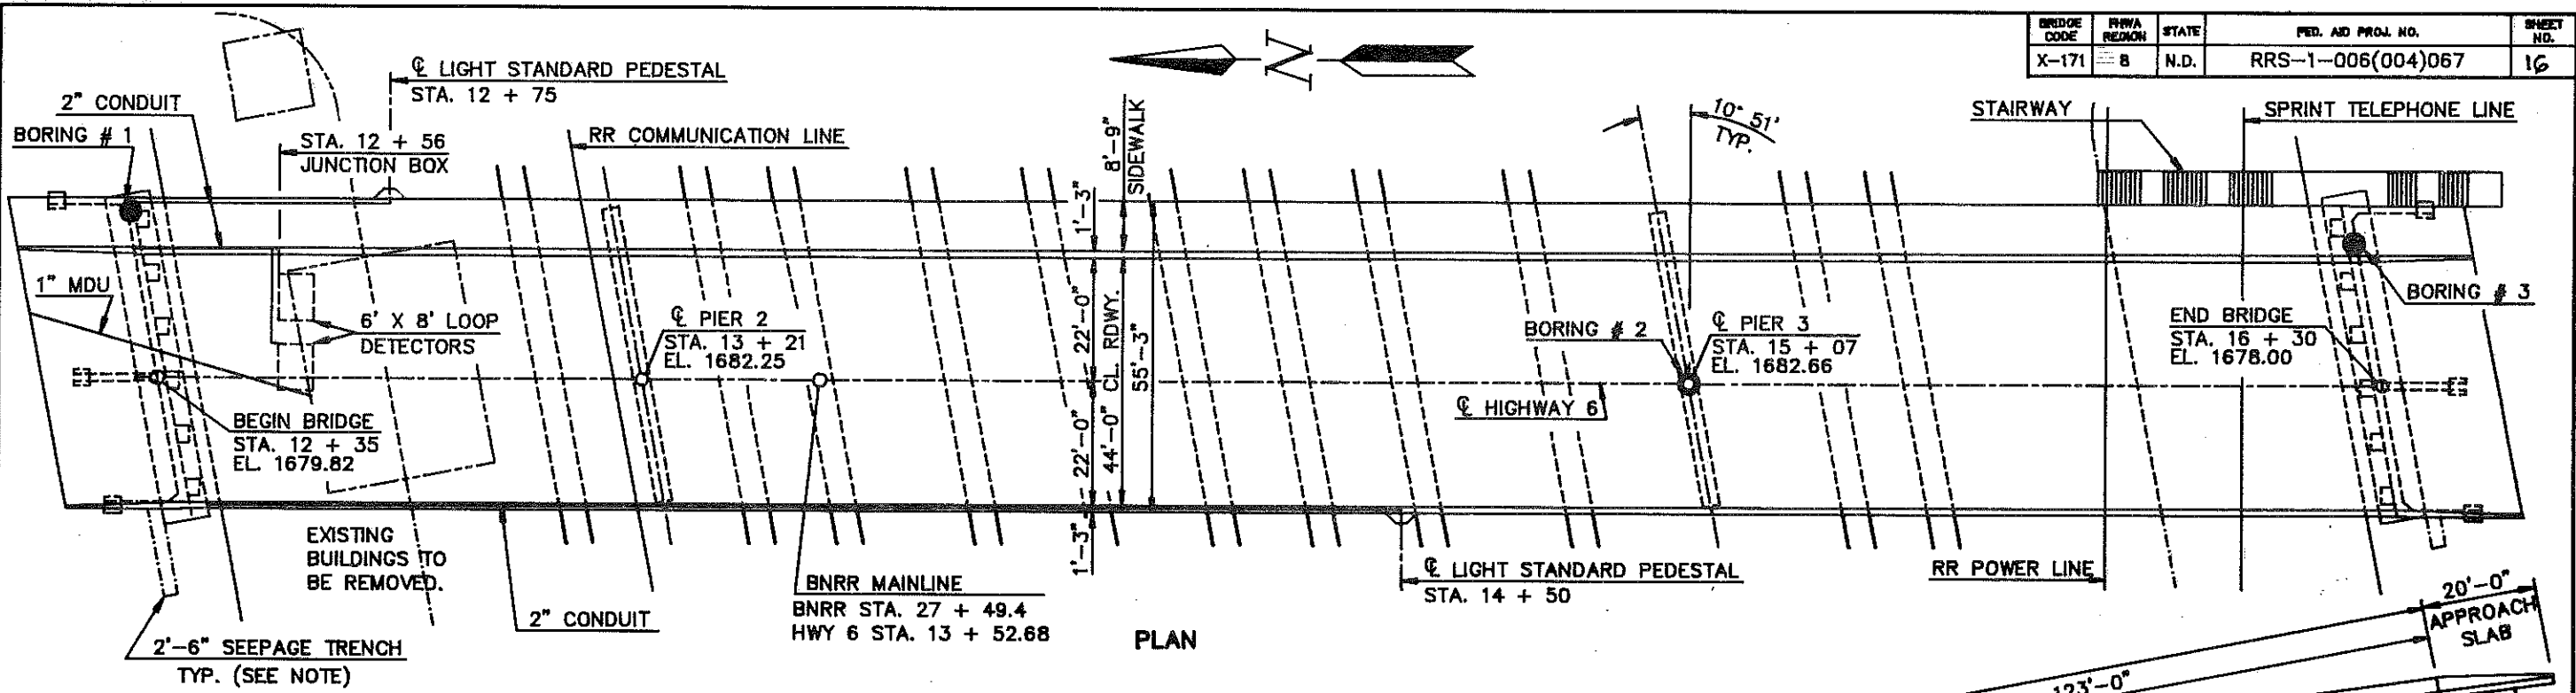 BRIDGE CODE
FHWA REGION
STATE
FED. AID PROJ. NO.
SHEET NO.
X-171
8
N.D.
RRS-1-006(004)067
16
N
2" CONDUIT
BORING # 1
℄ LIGHT STANDARD PEDESTAL
STA. 12 + 75
STA. 12 + 56
JUNCTION BOX
RR COMMUNICATION LINE
8'-9"
SIDEWALK
1'-3"
10° 51'
TYP.
STAIRWAY
SPRINT TELEPHONE LINE
1" MDU
6' X 8' LOOP
DETECTORS
℄ PIER 2
STA. 13 + 21
EL. 1682.25
22'-0"
22'-0"
44'-0" CL. RDWY.
55'-3"
1'-3"
BORING # 2
℄ PIER 3
STA. 15 + 07
EL. 1682.66
℄ HIGHWAY 6
BORING # 3
END BRIDGE
STA. 16 + 30
EL. 1678.00
BEGIN BRIDGE
STA. 12 + 35
EL. 1679.82
EXISTING
BUILDINGS TO
BE REMOVED.
2" CONDUIT
BNRR MAINLINE
BNRR STA. 27 + 49.4
HWY 6 STA. 13 + 52.68
℄ LIGHT STANDARD PEDESTAL
STA. 14 + 50
RR POWER LINE
2'-6" SEEPAGE TRENCH
TYP. (SEE NOTE)
PLAN
20'-0"
APPROACH
SLAB
123'-0"